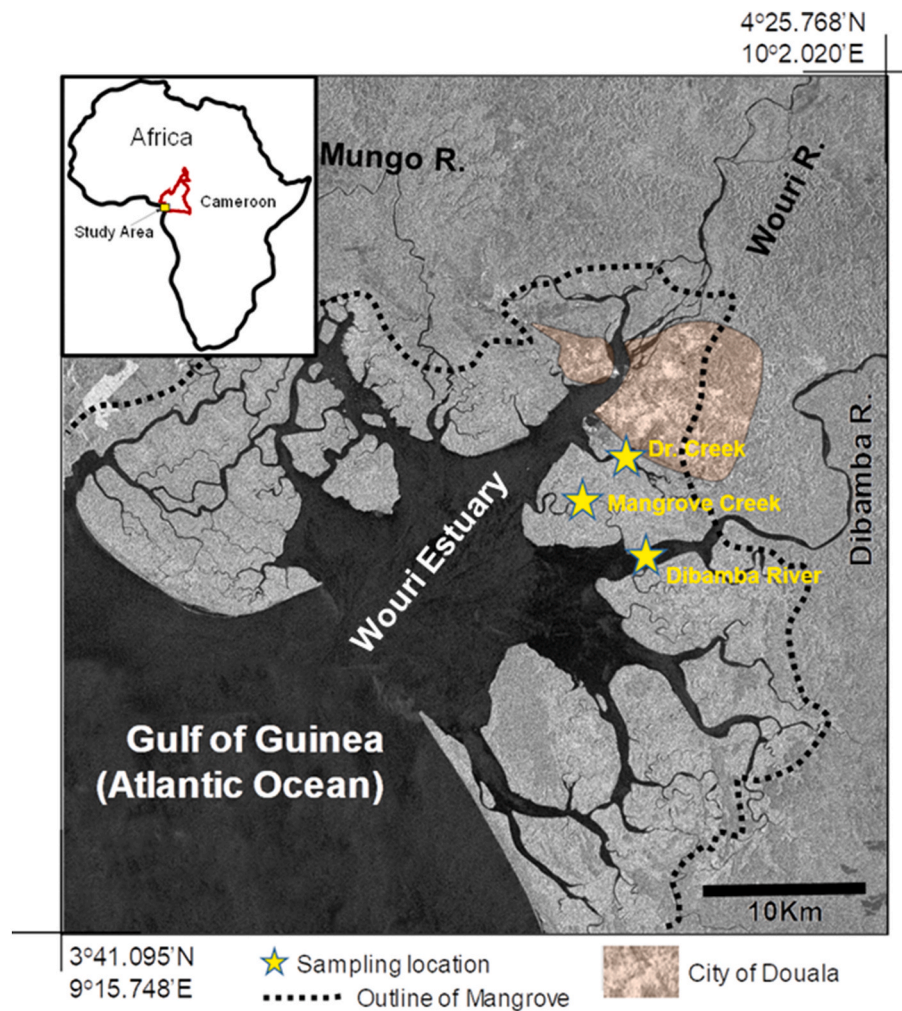 4°25.768'N
10°2.020'E
Africa
Cameroon
Study Area
Mungo R.
Wouri R.
Dibamba R.
Dr. Creek
Mangrove Creek
Dibamba River
Wouri Estuary
Gulf of Guinea
(Atlantic Ocean)
10Km
3°41.095'N
9°15.748'E
Sampling location
Outline of Mangrove
City of Douala